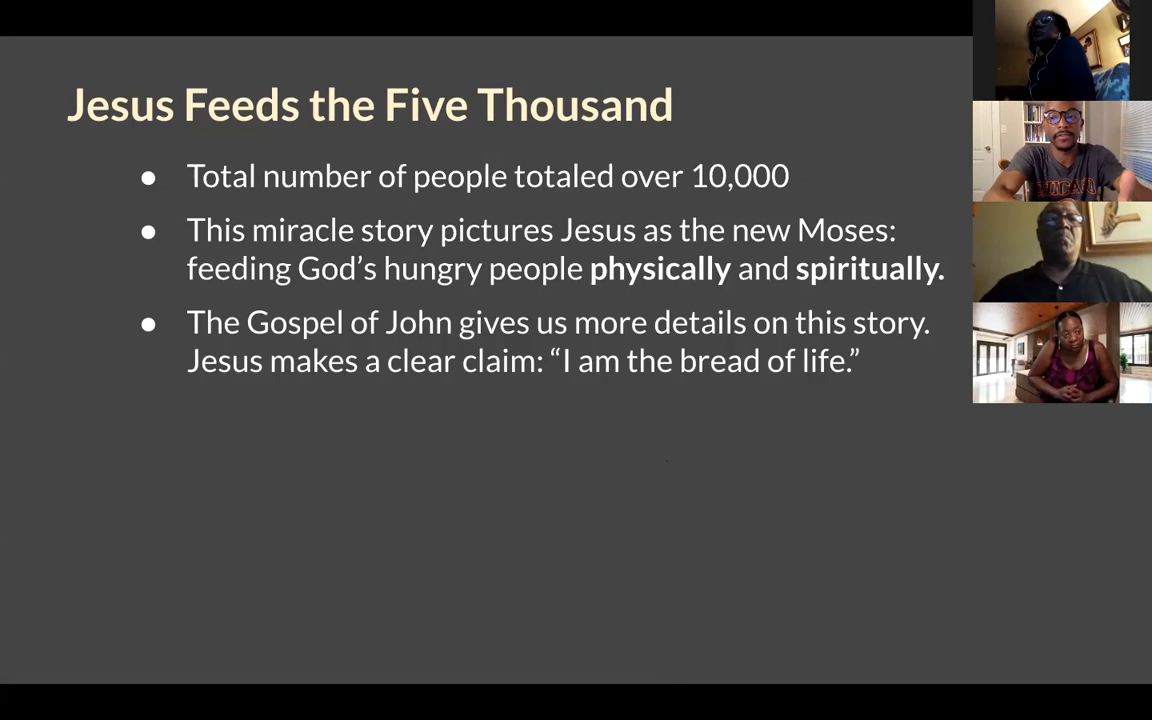 Jesus Feeds the Five Thousand
● Total number of people totaled over 10,000
● This miracle story pictures Jesus as the new Moses:
feeding God’s hungry people physically and spiritually.
● The Gospel of John gives us more details on this story.
Jesus makes a clear claim: “I am the bread of life.”
CHICAGO